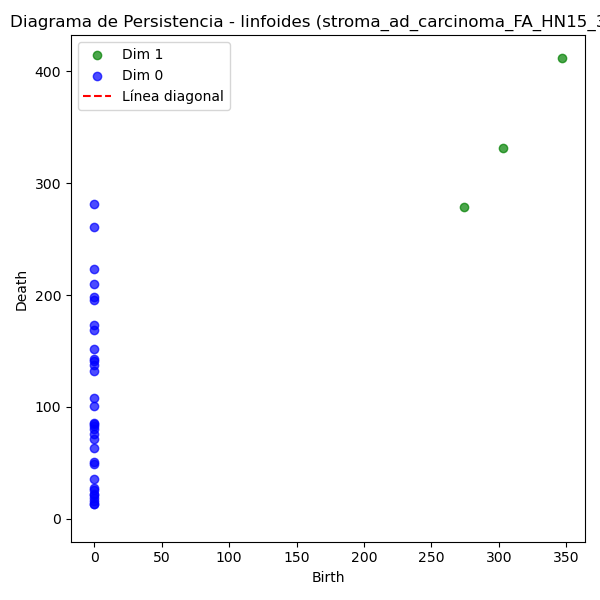 Diagrama de Persistencia - linfoides (stroma_ad_carcinoma_FA_HN15_3
Dim 1
Dim 0
Línea diagonal
400
300
200
100
0
Death
0 50 100 150 200 250 300 350
Birth